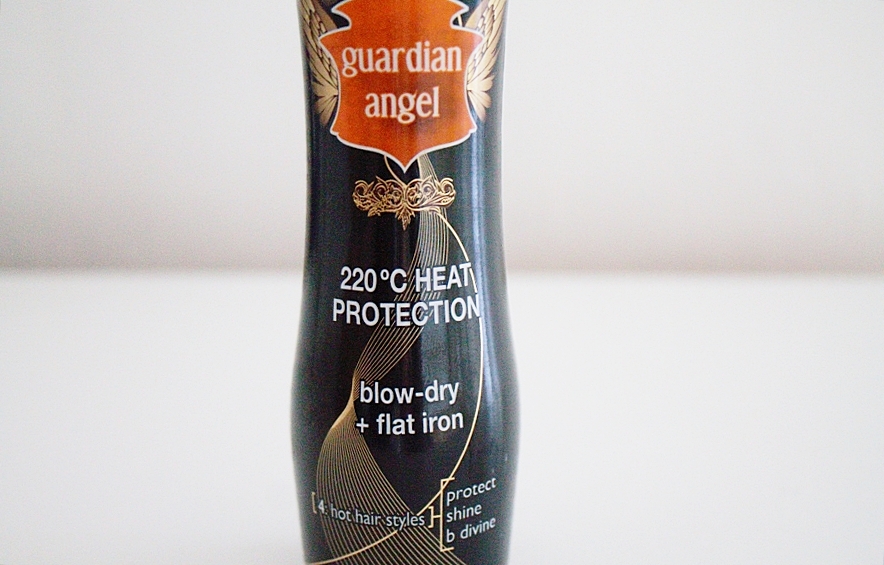 guardian
angel
220°C HEAT
PROTECTION
blow-dry
+ flat iron
[4: hot hair styles]
protect
shine
b divine